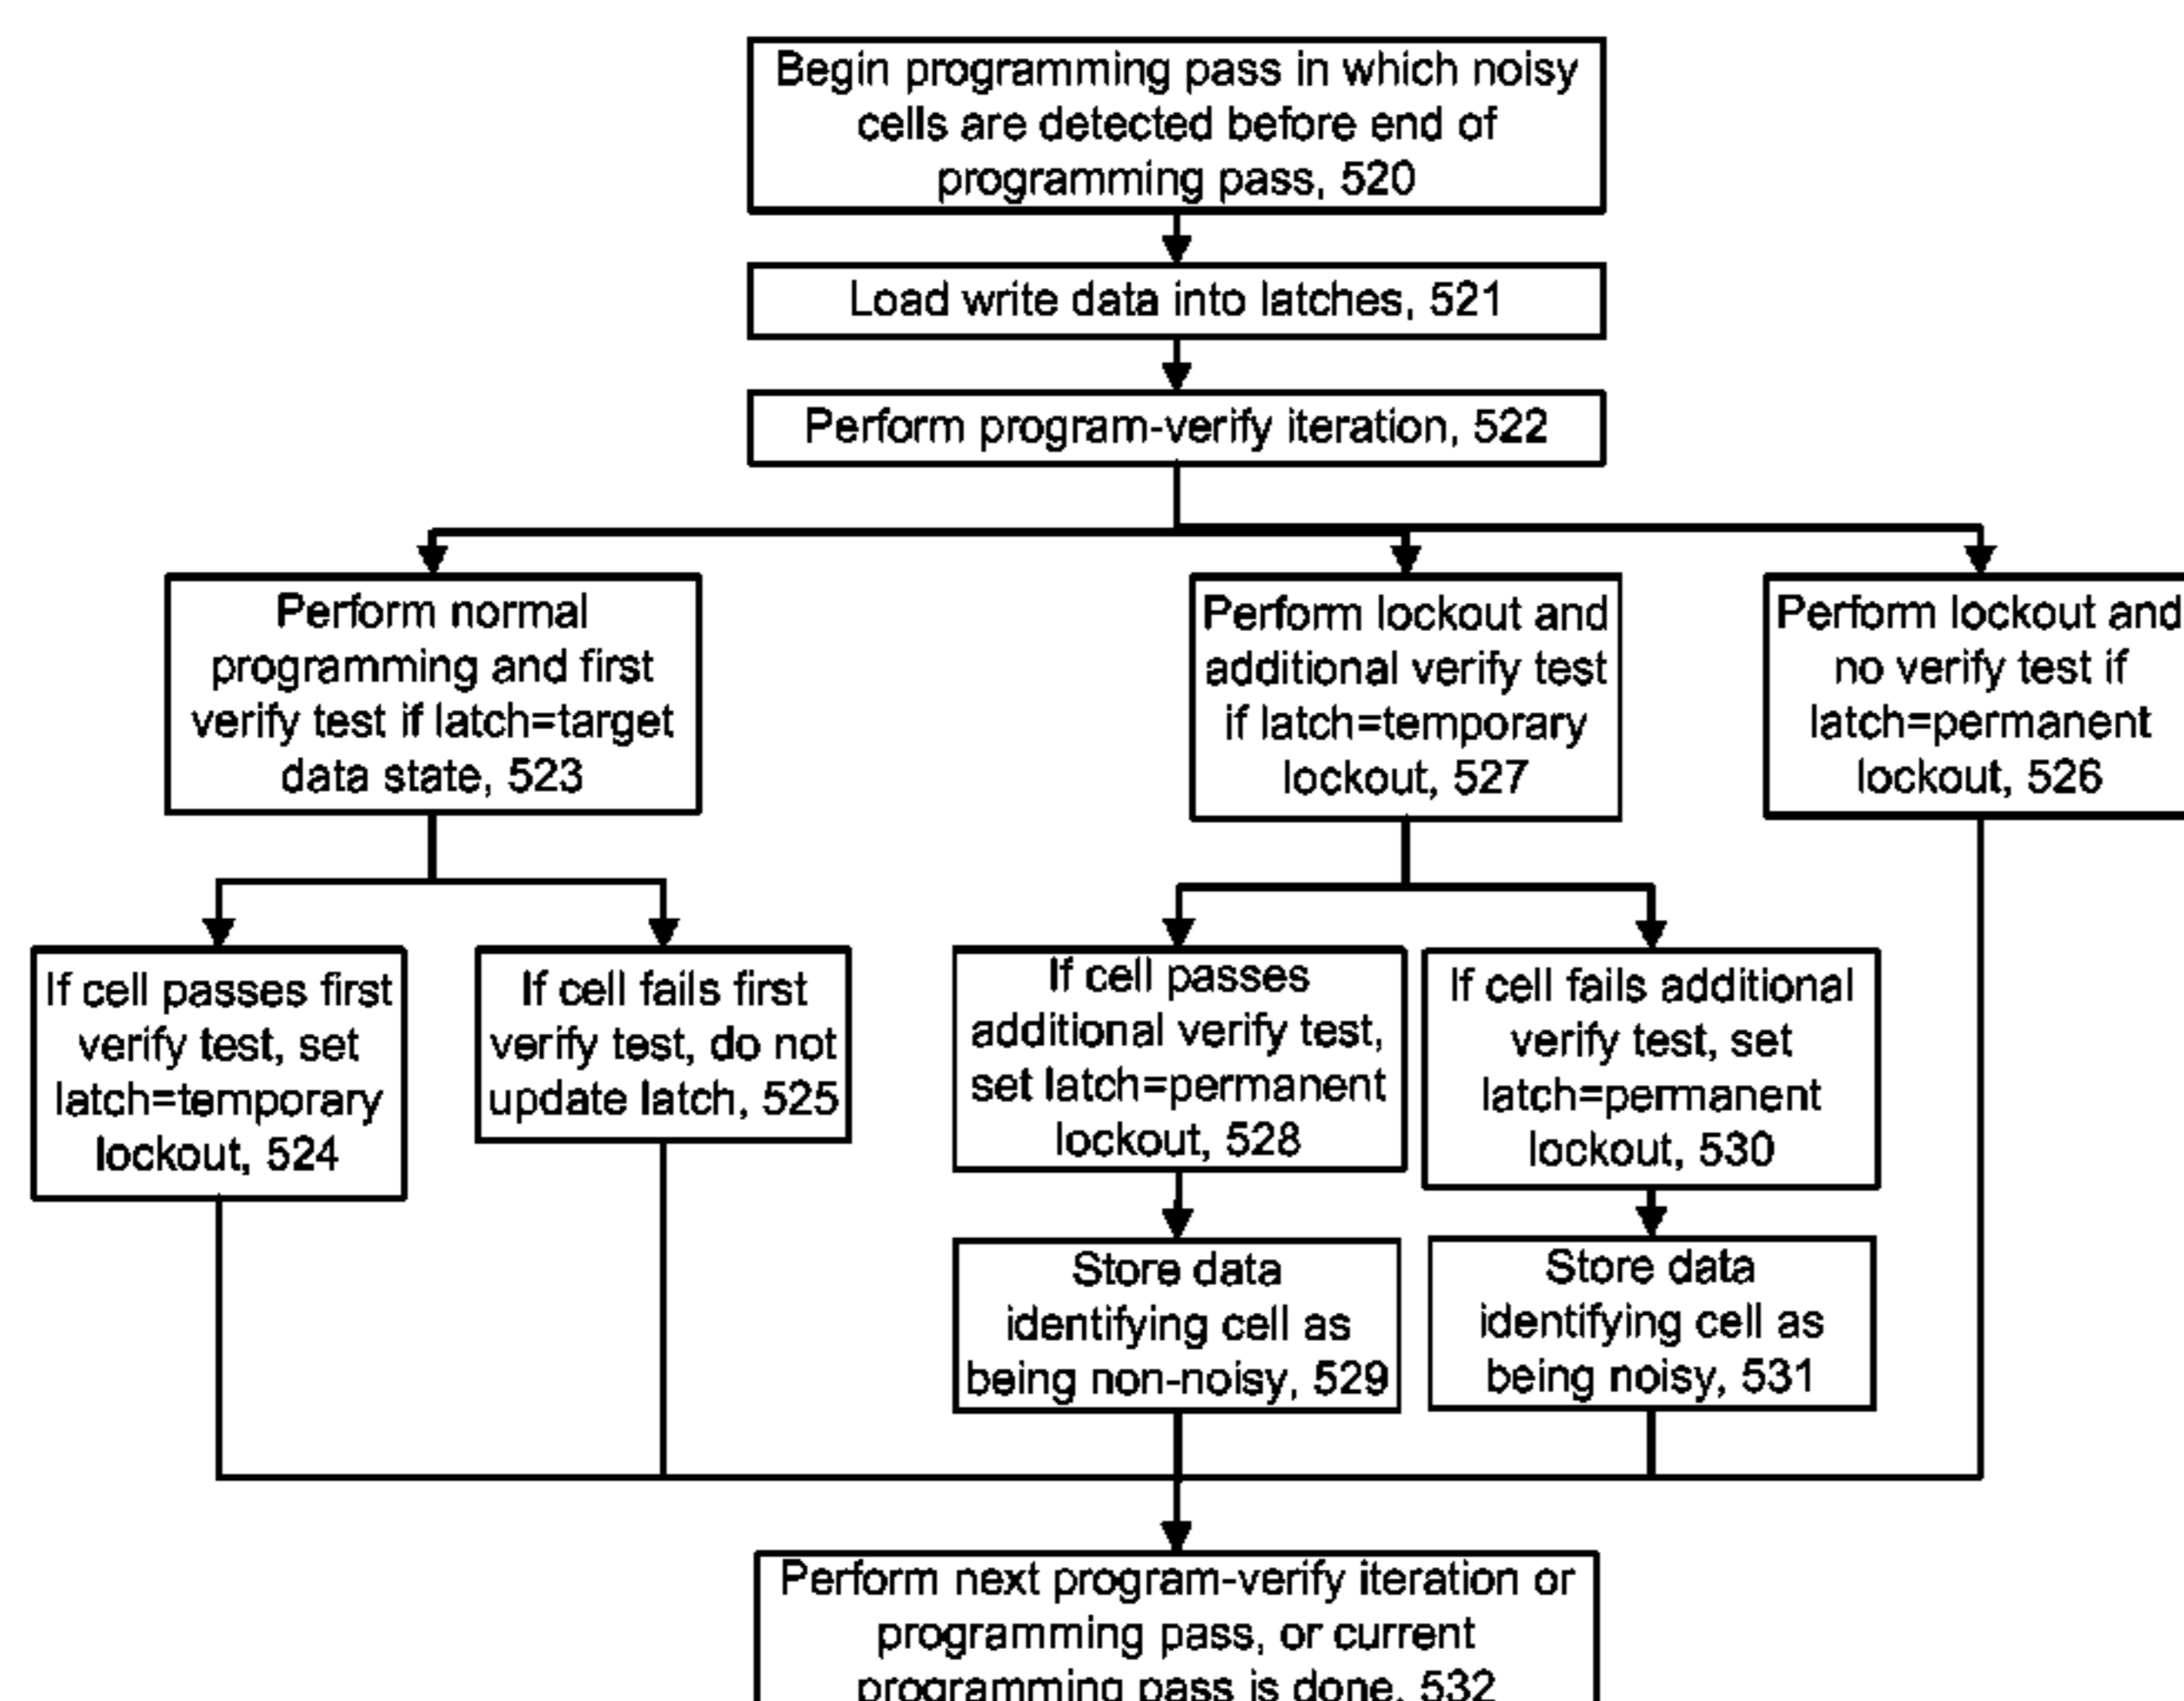 Begin programming pass in which noisy
cells are detected before end of
programming pass, 520
Load write data into latches, 521
Perform program-verify iteration, 522
Perform normal
programming and first
verify test if latch=target
data state, 523
Perform lockout and
additional verify test
if latch=temporary
lockout, 527
Perform lockout and
no verify test if
latch=permanent
lockout, 526
If cell passes first
verify test, set
latch=temporary
lockout, 524
If cell fails first
verify test, do not
update latch, 525
If cell passes
additional verify test,
set latch=permanent
lockout, 528
If cell fails additional
verify test, set
latch=permanent
lockout, 530
Store data
identifying cell as
being non-noisy, 529
Store data
identifying cell as
being noisy, 531
Perform next program-verify iteration or
programming pass, or current
programming pass is done, 532